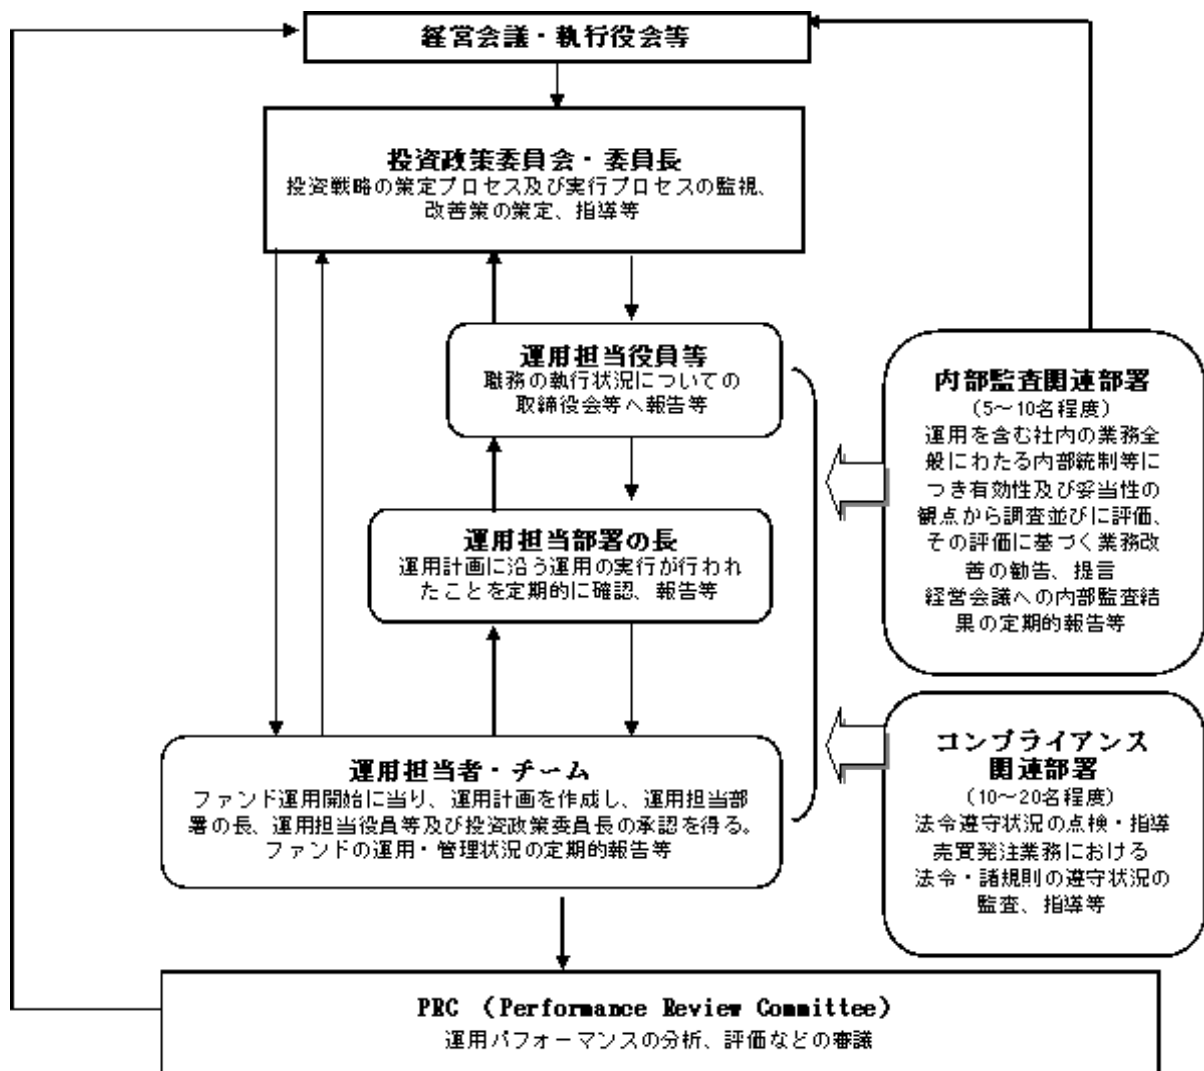 経営会議・執行役会等
投資政策委員会・委員長
投資戦略の策定プロセス及び実行プロセスの監視、
改善策の策定、指導等
運用担当役員等
職務の執行状況についての
取締役会等へ報告等
運用担当部署の長
運用計画に沿う運用の実行が行われ
たことを定期的に確認、報告等
運用担当者・チーム
ファンド運用開始に当り、運用計画を作成し、運用担当部
署の長、運用担当役員等及び投資政策委員長の承認を得る。
ファンドの運用・管理状況の定期的報告等
内部監査関連部署
（5～10名程度）
運用を含む社内の業務全
般にわたる内部統制等に
つき有効性及び妥当性の
観点から調査並びに評価、
その評価に基づく業務改
善の勧告、提言
経営会議への内部監査結
果の定期的報告等
コンプライアンス
関連部署
（10～20名程度）
法令遵守状況の点検・指導
売買発注業務における
法令・諸規則の遵守状況の
監査、指導等
PRC （Performance Review Committee）
運用パフォーマンスの分析、評価などの審議